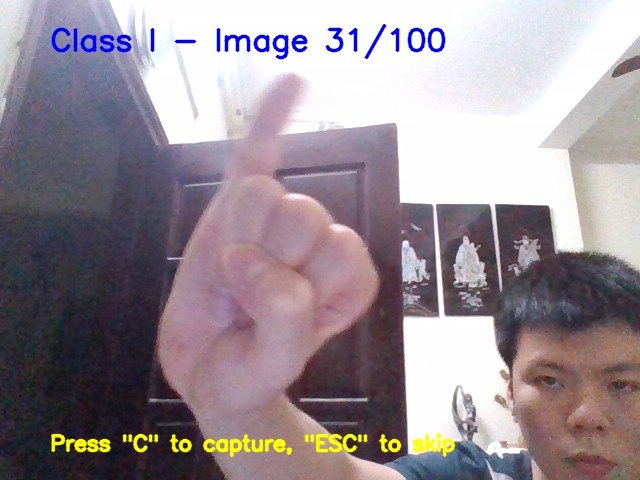 Class I - Image 31/100
Press "C" to capture, "ESC" to skip